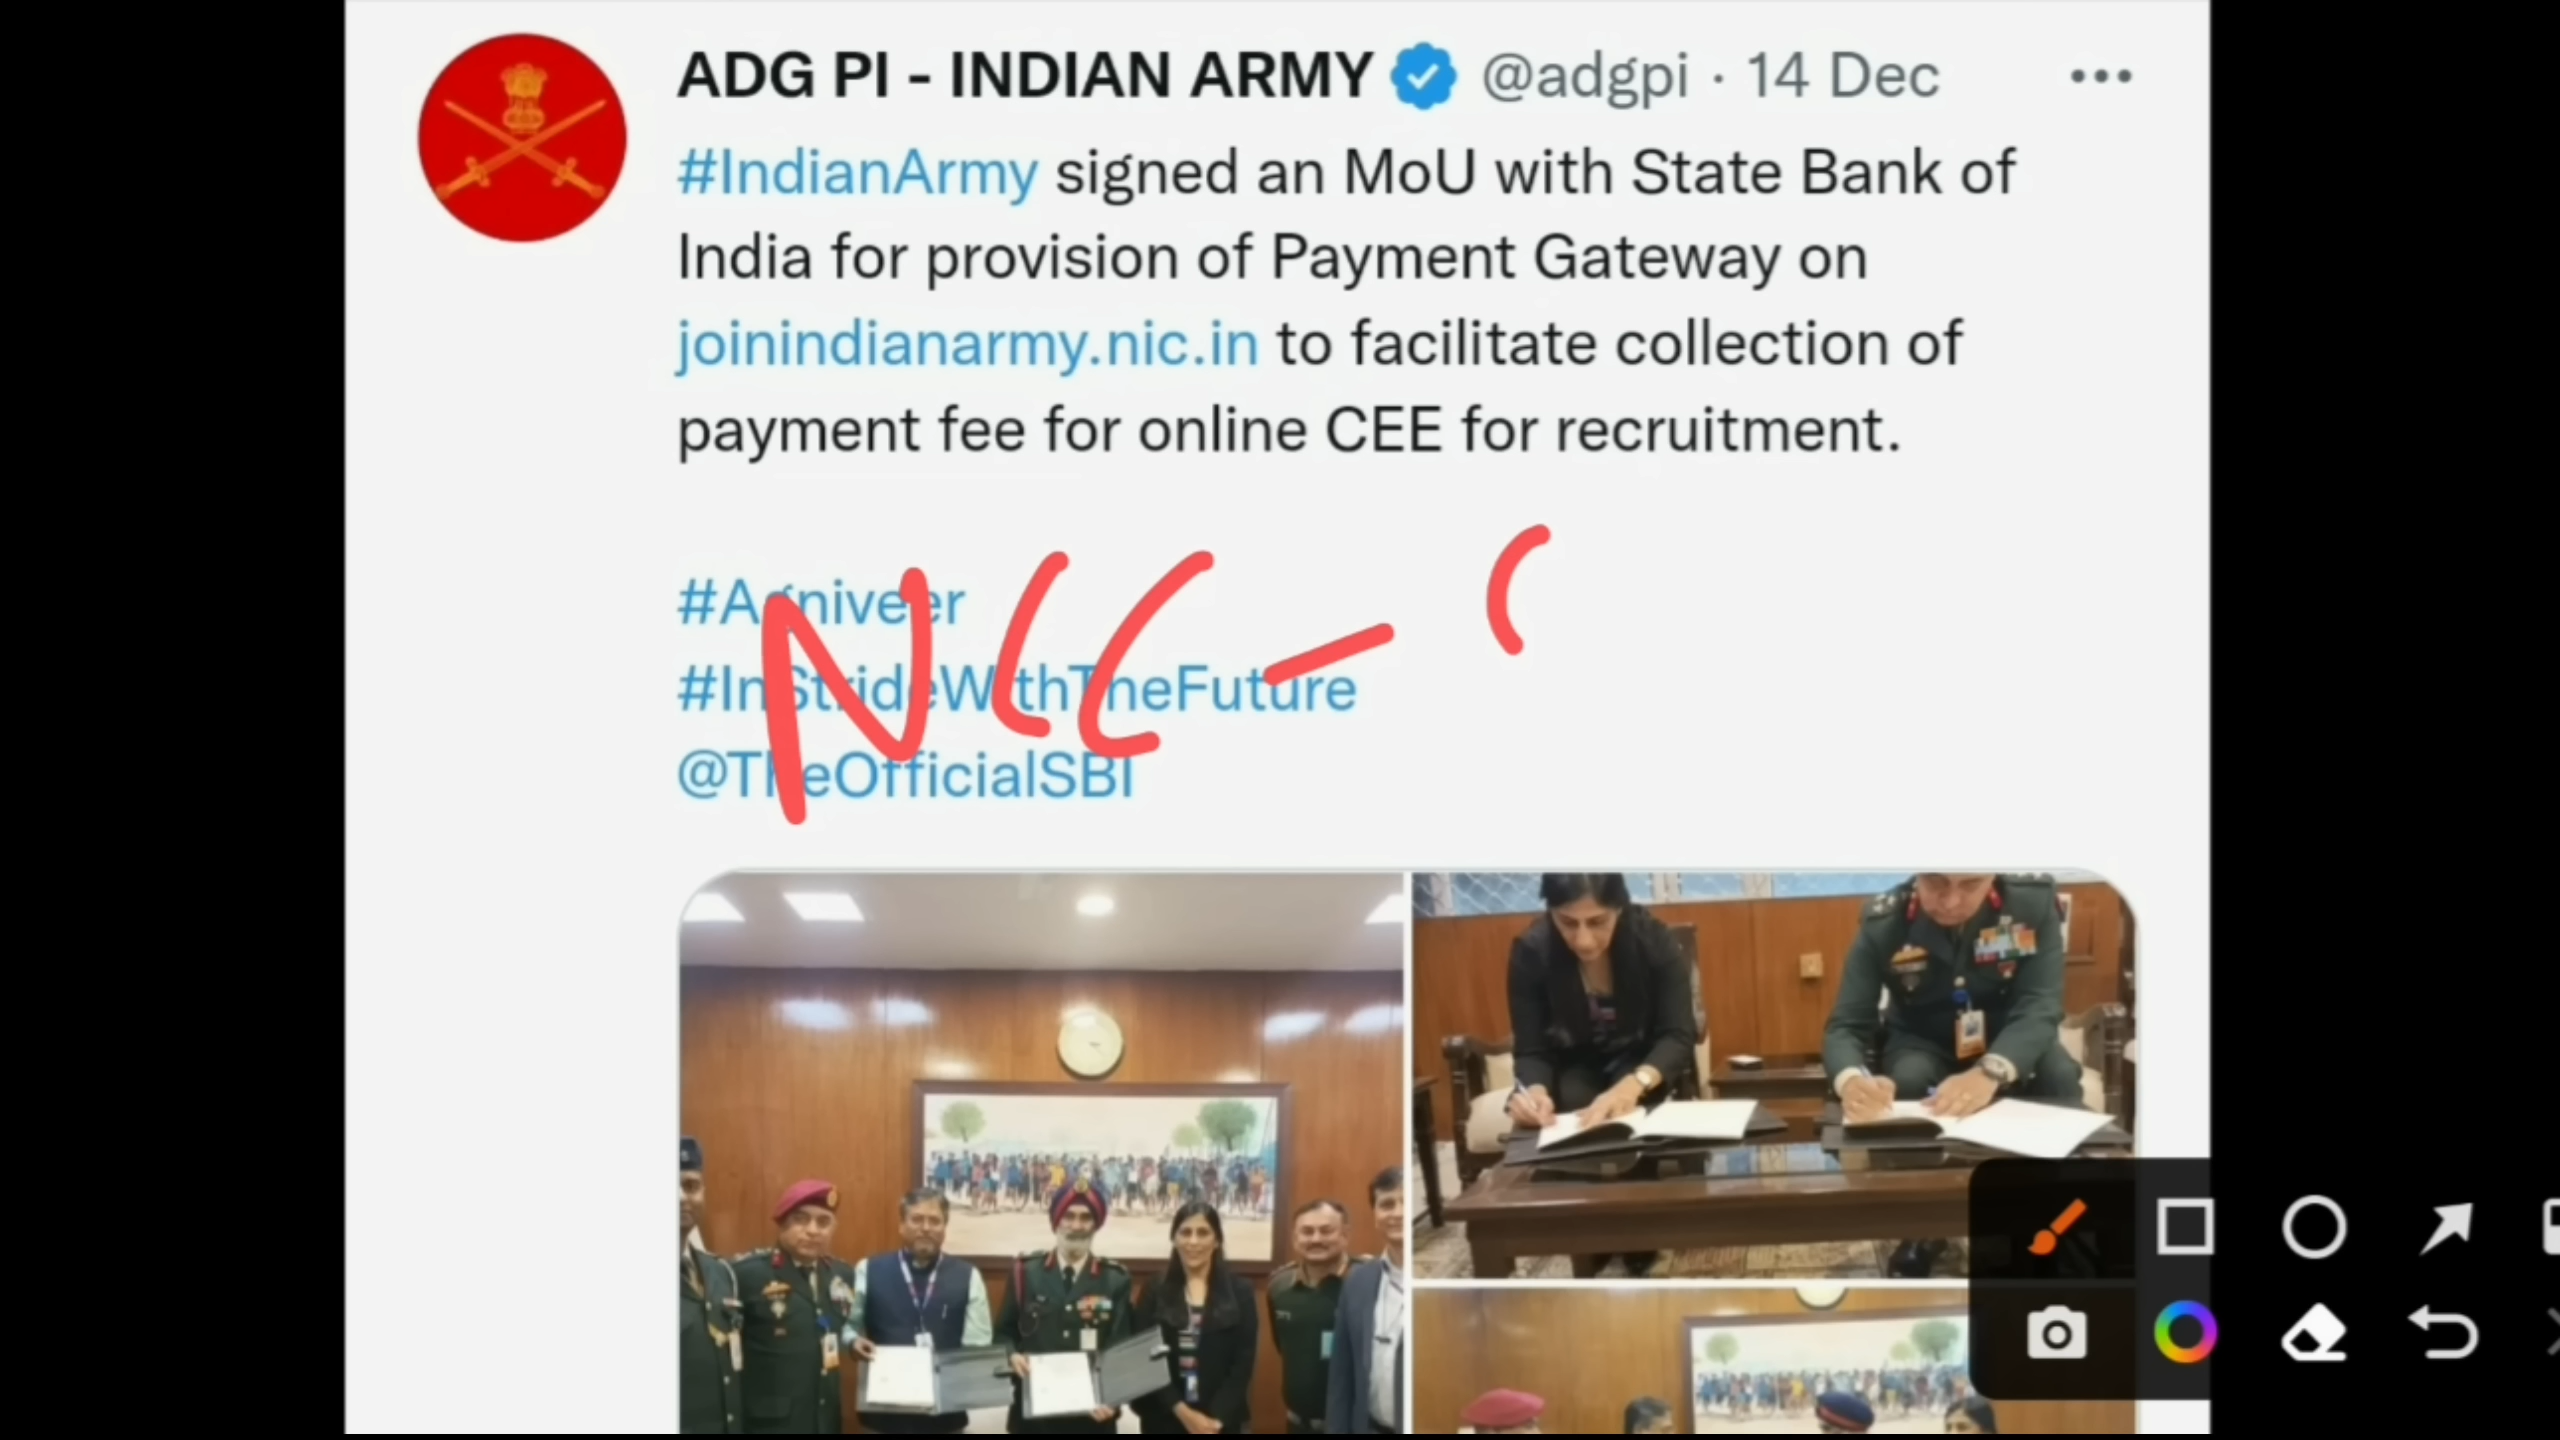 ADG PI - INDIAN ARMY @adgpi · 14 Dec
#IndianArmy signed an MoU with State Bank of
India for provision of Payment Gateway on
joinindianarmy.nic.in to facilitate collection of
payment fee for online CEE for recruitment.
#Agniveer
#InStrideWithTheFuture
@TheOfficialSBI
NCC - C